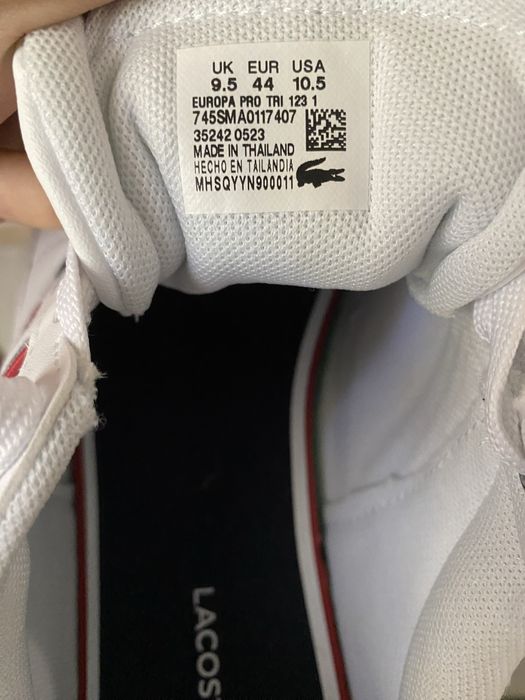 UK EUR USA
9.5 44 10.5
EUROPA PRO TRI 123 1
745SMA0117407
35242 0523
MADE IN THAILAND
HECHO EN TAILANDIA
MHSQYYN900011
LACOS